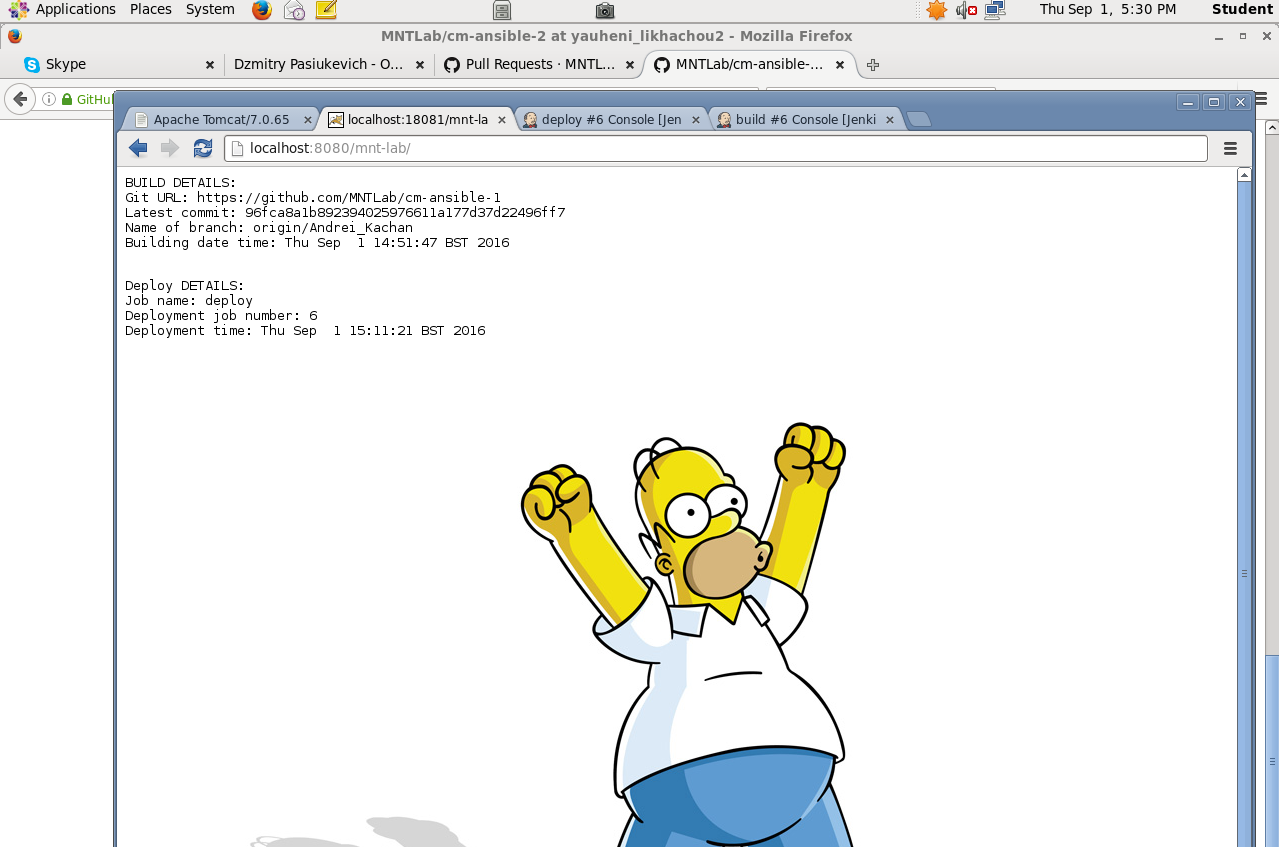 Applications Places System Thu Sep 1, 5:30 PM Student
MNTLab/cm-ansible-2 at yauheni_likhachou2 - Mozilla Firefox
Skype Dzmitry Pasiukevich - O... Pull Requests · MNTL... MNTLab/cm-ansible-...
GitHu
Apache Tomcat/7.0.65 localhost:18081/mnt-la deploy #6 Console [Jen build #6 Console [Jenki
localhost:8080/mnt-lab/
BUILD DETAILS:
Git URL: https://github.com/MNTLab/cm-ansible-1
Latest commit: 96fca8a1b892394025976611a177d37d22496ff7
Name of branch: origin/Andrei_Kachan
Building date time: Thu Sep  1 14:51:47 BST 2016
Deploy DETAILS:
Job name: deploy
Deployment job number: 6
Deployment time: Thu Sep  1 15:11:21 BST 2016